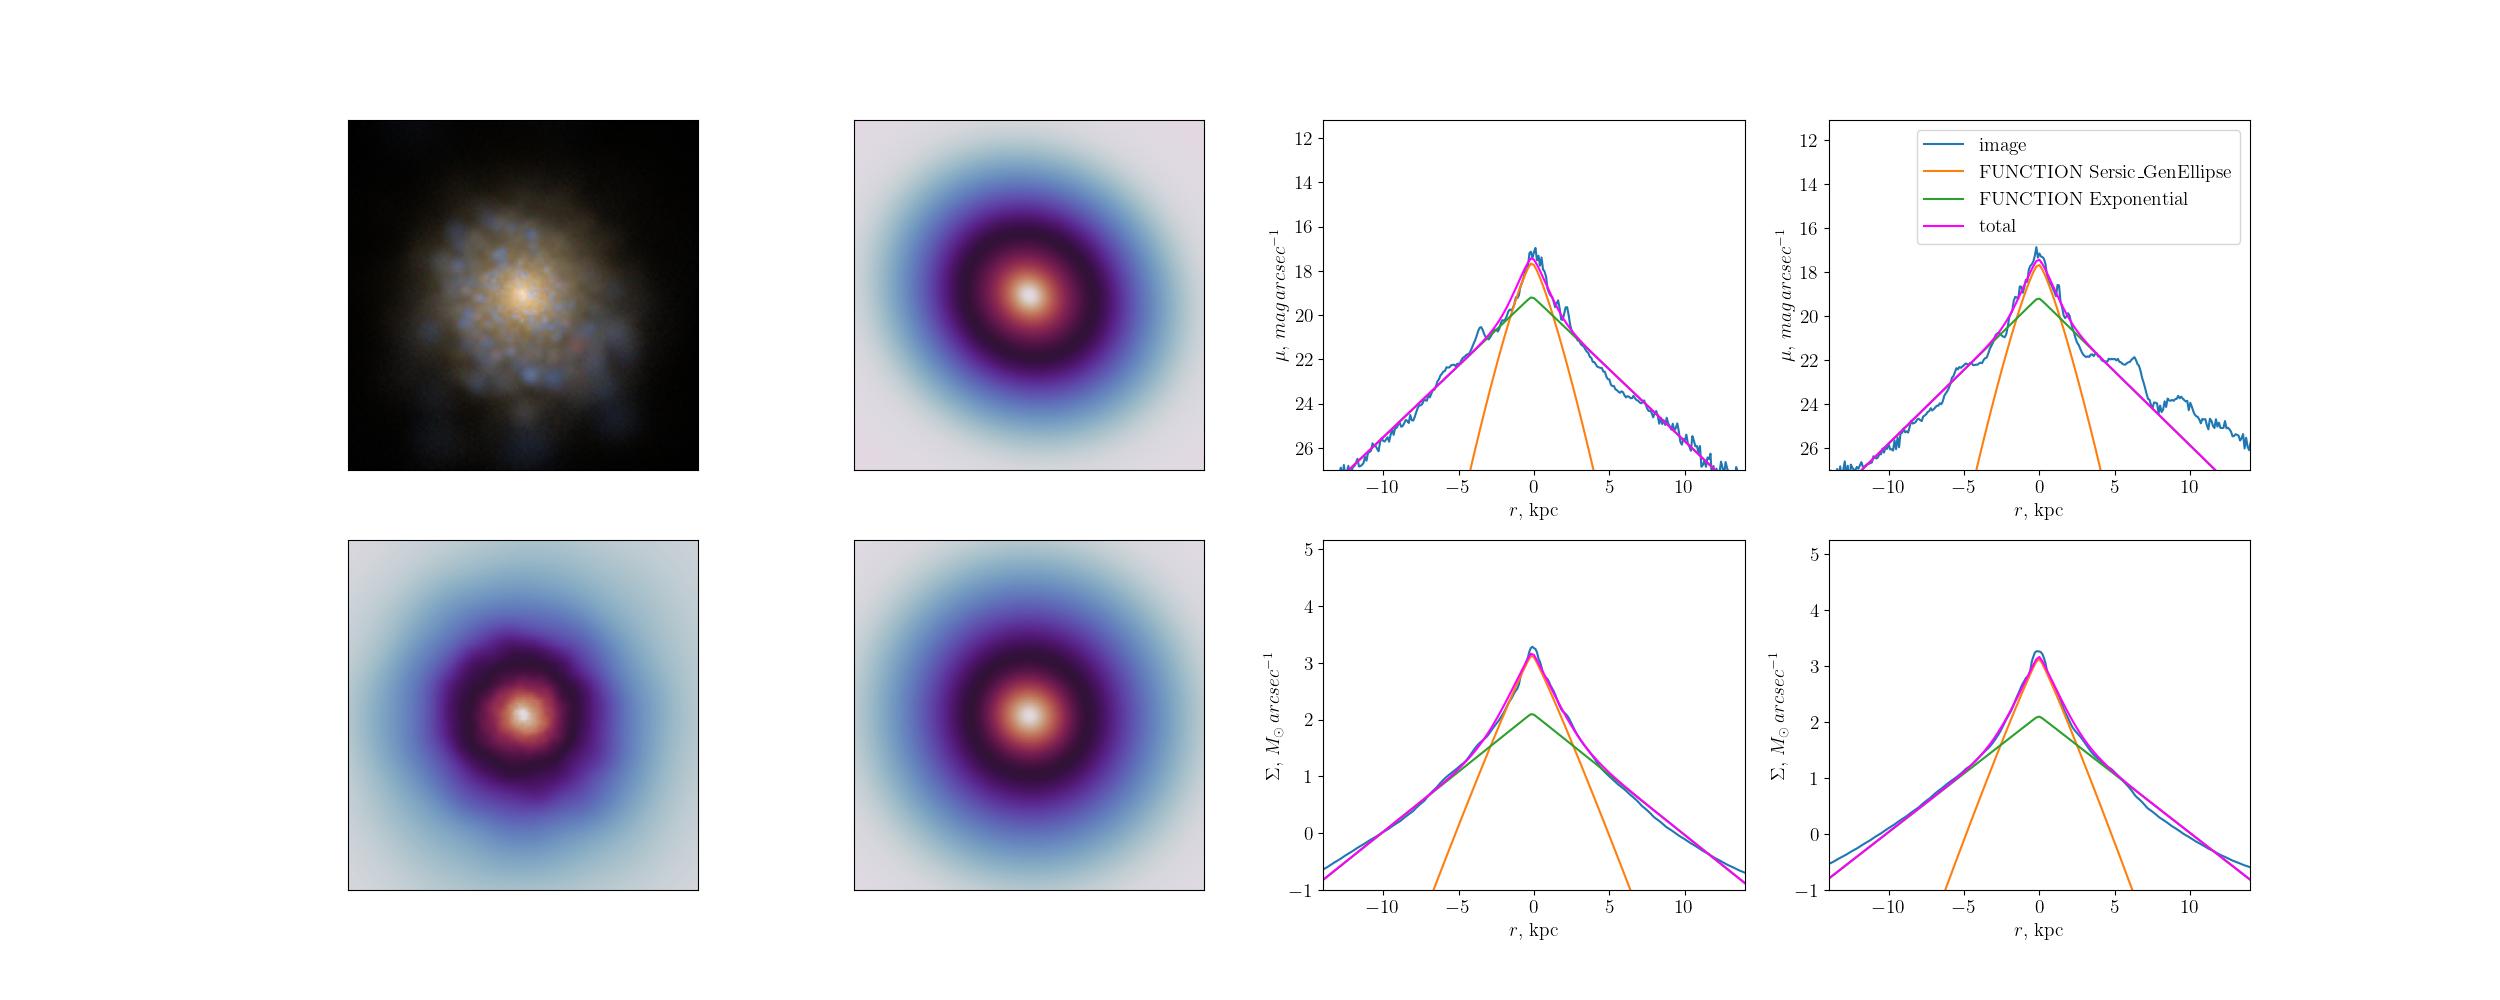 12
14
16
18
20
22
24
26
μ, mag arcsec⁻¹
−10 −5 0 5 10
r, kpc
12
14
16
18
20
22
24
26
μ, mag arcsec⁻¹
image
FUNCTION Sersic_GenEllipse
FUNCTION Exponential
total
−10 −5 0 5 10
r, kpc
5
4
3
2
1
0
−1
Σ, M⊙ arcsec⁻¹
−10 −5 0 5 10
r, kpc
5
4
3
2
1
0
−1
Σ, M⊙ arcsec⁻¹
−10 −5 0 5 10
r, kpc